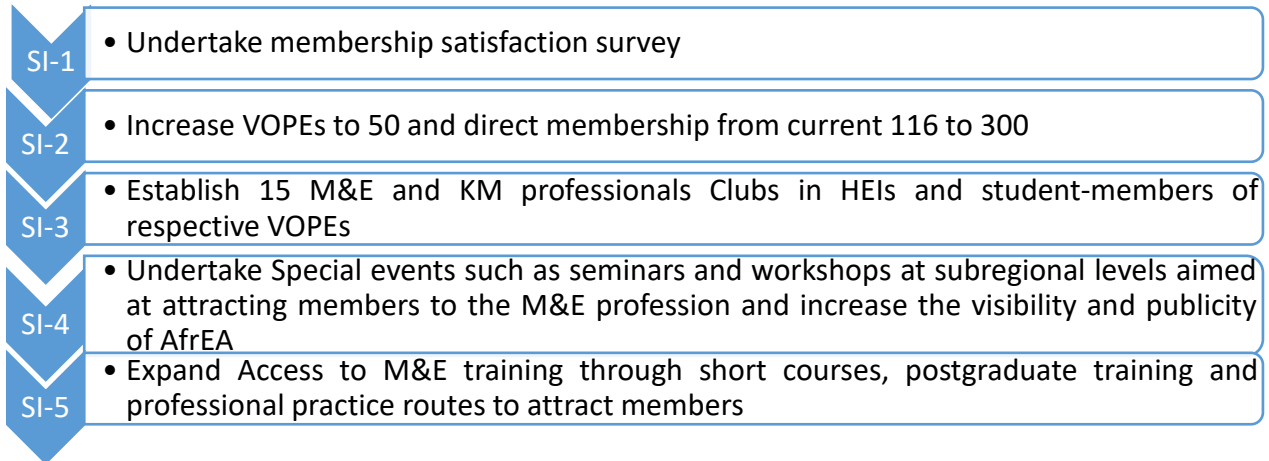 SI-1
• Undertake membership satisfaction survey
SI-2
• Increase VOPEs to 50 and direct membership from current 116 to 300
SI-3
• Establish 15 M&E and KM professionals Clubs in HEIs and student-members of
respective VOPEs
SI-4
• Undertake Special events such as seminars and workshops at subregional levels aimed
at attracting members to the M&E profession and increase the visibility and publicity
of AfrEA
SI-5
• Expand Access to M&E training through short courses, postgraduate training and
professional practice routes to attract members